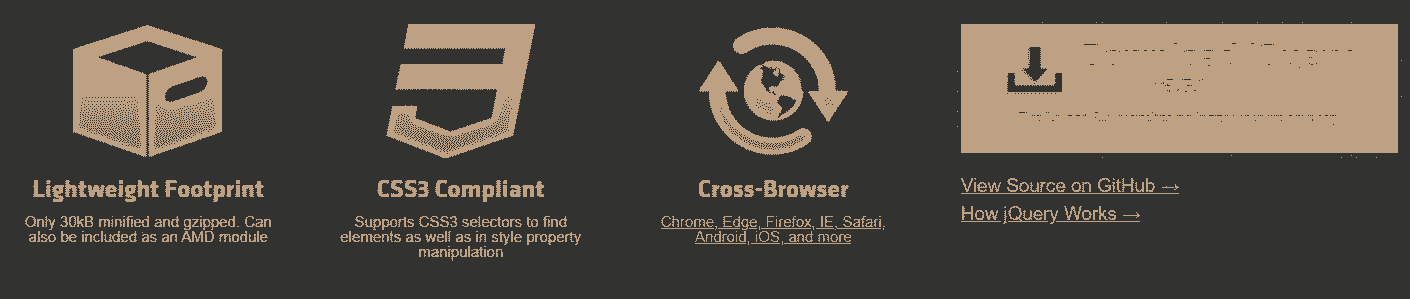 Lightweight Footprint
Only 30kB minified and gzipped. Can
also be included as an AMD module
CSS3 Compliant
Supports CSS3 selectors to find
elements as well as in style property
manipulation
Cross-Browser
Chrome, Edge, Firefox, IE, Safari,
Android, iOS, and more
View Source on GitHub →
How jQuery Works →